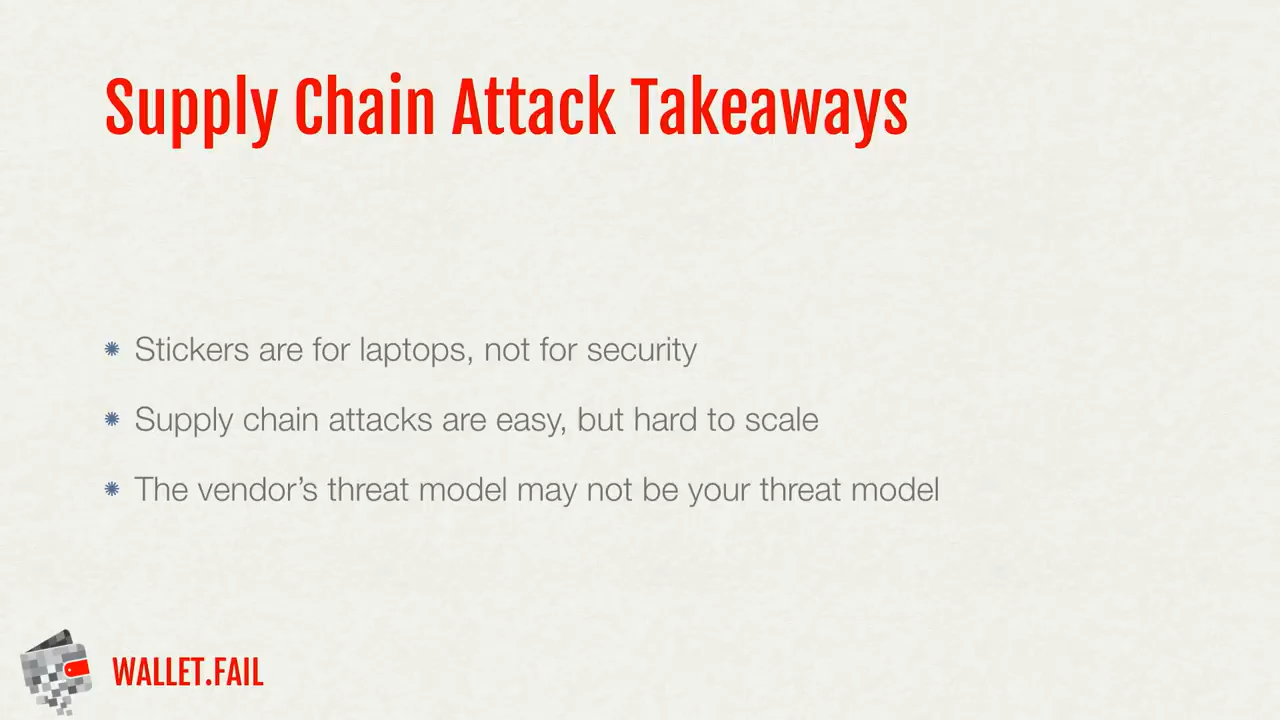 Supply Chain Attack Takeaways
Stickers are for laptops, not for security
Supply chain attacks are easy, but hard to scale
The vendor’s threat model may not be your threat model
WALLET.FAIL